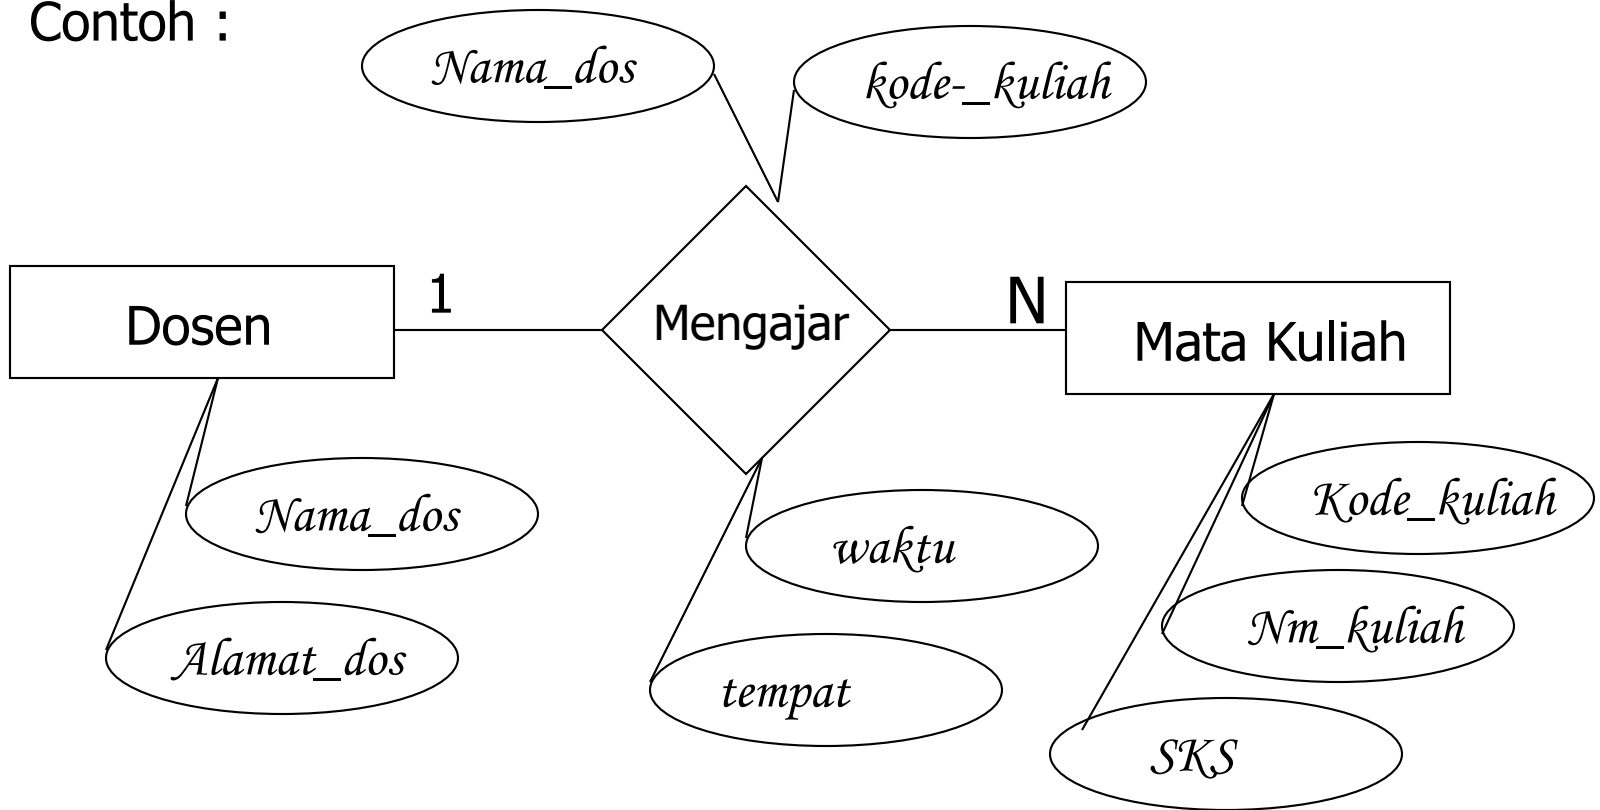 Contoh :
Nama_dos
kode-_kuliah
1
N
Dosen
Mengajar
Mata Kuliah
Nama_dos
waktu
Kode_kuliah
Alamat_dos
tempat
Nm_kuliah
SKS